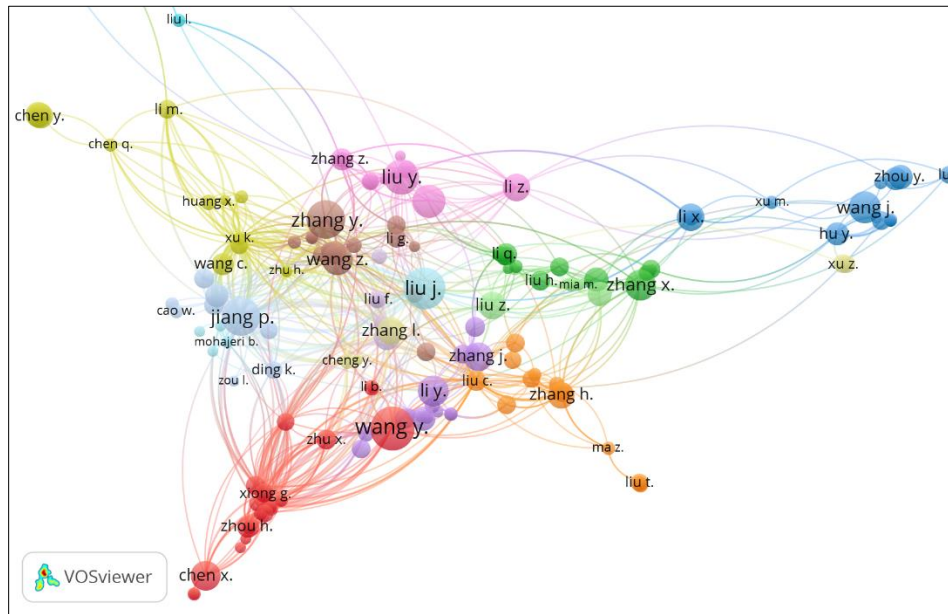 liu l.
chen y.
li m.
chen q.
zhang z.
liu y.
li z.
zhou y.
lu
huang x.
zhang y.
li x.
xu m.
wang j.
xu k.
li g.
hu y.
wang c.
zhu h.
wang z.
li q.
xu z.
liu j.
liu h.
mia m.
zhang x.
cao w.
jiang p.
liu f.
liu z.
mohajeri b.
zhang l.
zou l.
ding k.
cheng y.
zhang j.
li b.
li y.
liu c.
zhang h.
zhu x.
wang y.
ma z.
xiong g.
liu t.
zhou h.
chen x.
VOSviewer